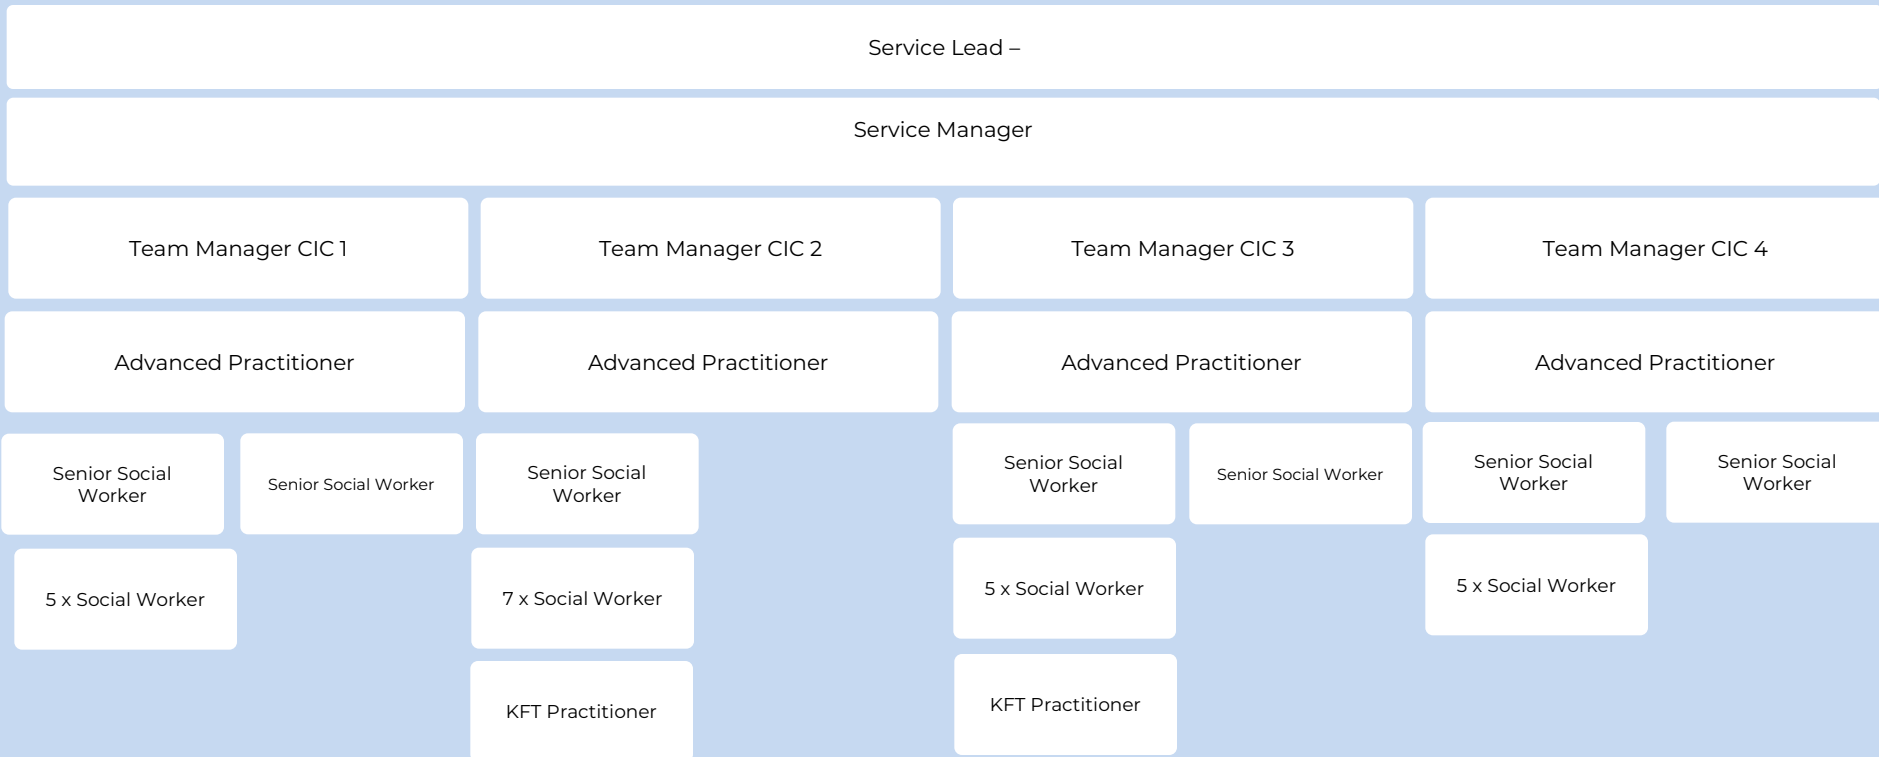 Service Lead –
Service Manager
Team Manager CIC 1
Team Manager CIC 2
Team Manager CIC 3
Team Manager CIC 4
Advanced Practitioner
Advanced Practitioner
Advanced Practitioner
Advanced Practitioner
Senior Social
Worker
Senior Social Worker
Senior Social
Worker
Senior Social
Worker
Senior Social Worker
Senior Social
Worker
Senior Social
Worker
5 x Social Worker
7 x Social Worker
5 x Social Worker
5 x Social Worker
KFT Practitioner
KFT Practitioner